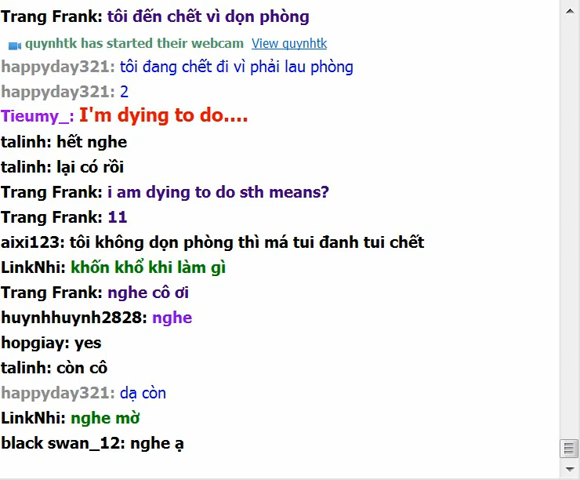 Trang Frank: tôi đến chết vì dọn phòng
quynhtk has started their webcam View quynhtk
happyday321: tôi đang chết đi vì phải lau phòng
happyday321: 2
Tieumy_: I'm dying to do....
talinh: hết nghe
talinh: lại có rồi
Trang Frank: i am dying to do sth means?
Trang Frank: 11
aixi123: tôi không dọn phòng thì má tui đanh tui chết
LinkNhi: khốn khổ khi làm gì
Trang Frank: nghe cô ơi
huynhhuynh2828: nghe
hopgiay: yes
talinh: còn cô
happyday321: dạ còn
LinkNhi: nghe mờ
black swan_12: nghe ạ